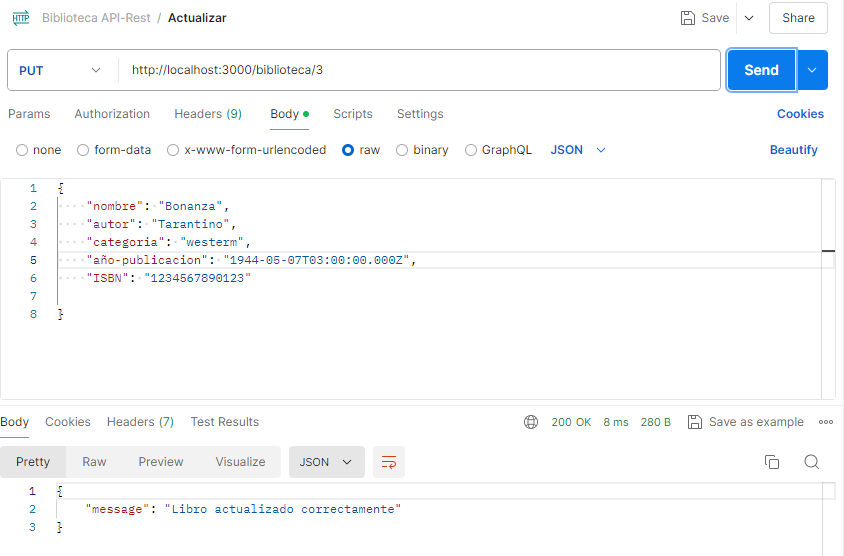 HTTP Biblioteca API-Rest / Actualizar Save Share
PUT http://localhost:3000/biblioteca/3 Send
Params Authorization Headers (9) Body Scripts Settings Cookies
none form-data x-www-form-urlencoded raw binary GraphQL JSON Beautify
1 {
2 "nombre": "Bonanza",
3 "autor": "Tarantino",
4 "categoria": "westerm",
5 "año-publicacion": "1944-05-07T03:00:00.000Z",
6 "ISBN": "1234567890123"
7
8 }
Body Cookies Headers (7) Test Results 200 OK 8 ms 280 B Save as example
Pretty Raw Preview Visualize JSON
1 {
2 "message": "Libro actualizado correctamente"
3 }